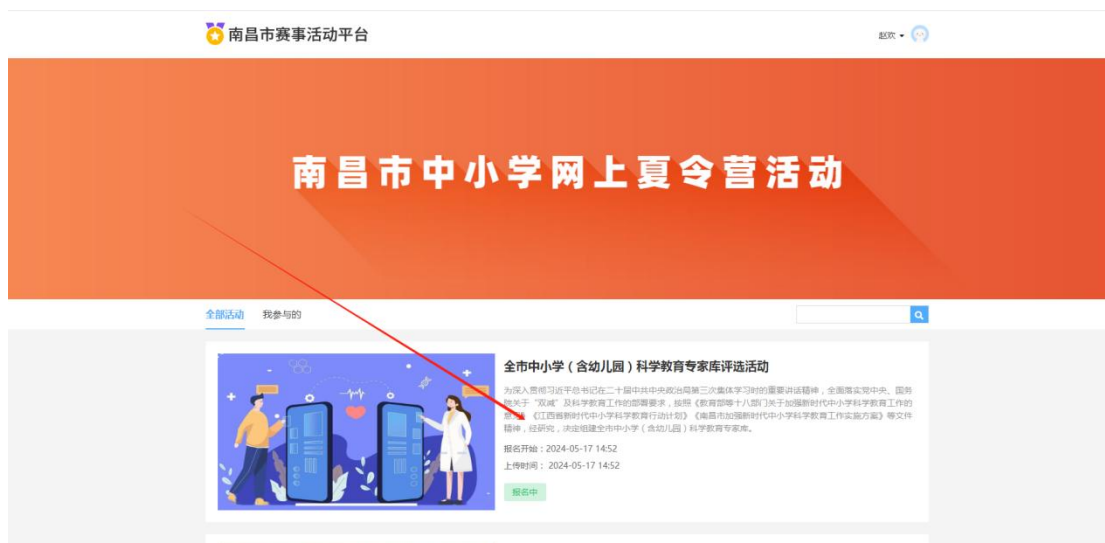 南昌市赛事活动平台
赵欢
南昌市中小学网上夏令营活动
全部活动 我参与的
全市中小学（含幼儿园）科学教育专家库评选活动
为深入贯彻习近平总书记在二十届中共中央政治局第三次集体学习时的重要讲话精神，全面落实党中央、国务
院关于“双减”及科学教育工作的部署要求，按照《教育部等十八部门关于加强新时代中小学科学教育工作的
意见》《江西省新时代中小学科学教育行动计划》《南昌市加强新时代中小学科学教育工作实施方案》等文件
精神，经研究，决定组建全市中小学（含幼儿园）科学教育专家库。
报名开始：2024-05-17 14:52
上传时间： 2024-05-17 14:52
报名中